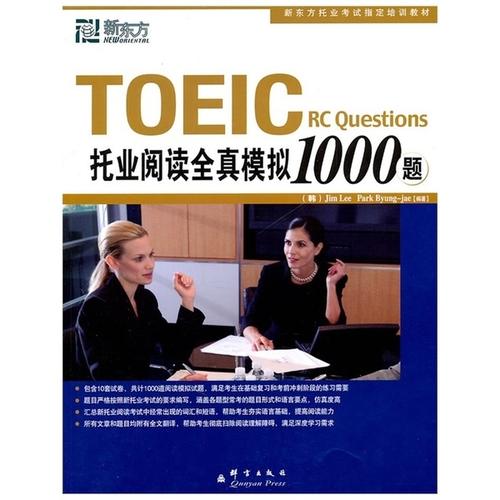 新东方
NEW ORIENTAL
新东方托业考试指定培训教材
TOEIC
RC Questions
托业阅读全真模拟1000题
(韩) Jim Lee Park Byung-jae [编著]
包含10套试卷，共计1000道阅读模拟试题，满足考生在基础复习和考前冲刺阶段的练习需要
题目严格按照新托业考试的要求编写，涵盖各题型常考的题目形式和语言要点，仿真度高
汇总新托业阅读考试中经常出现的词汇和短语，帮助考生夯实语言基础，提高阅读能力
所有文章和题目均附有全文翻译，帮助考生彻底扫除阅读理解障碍，满足深度学习需求
群言出版社
Qunyan Press